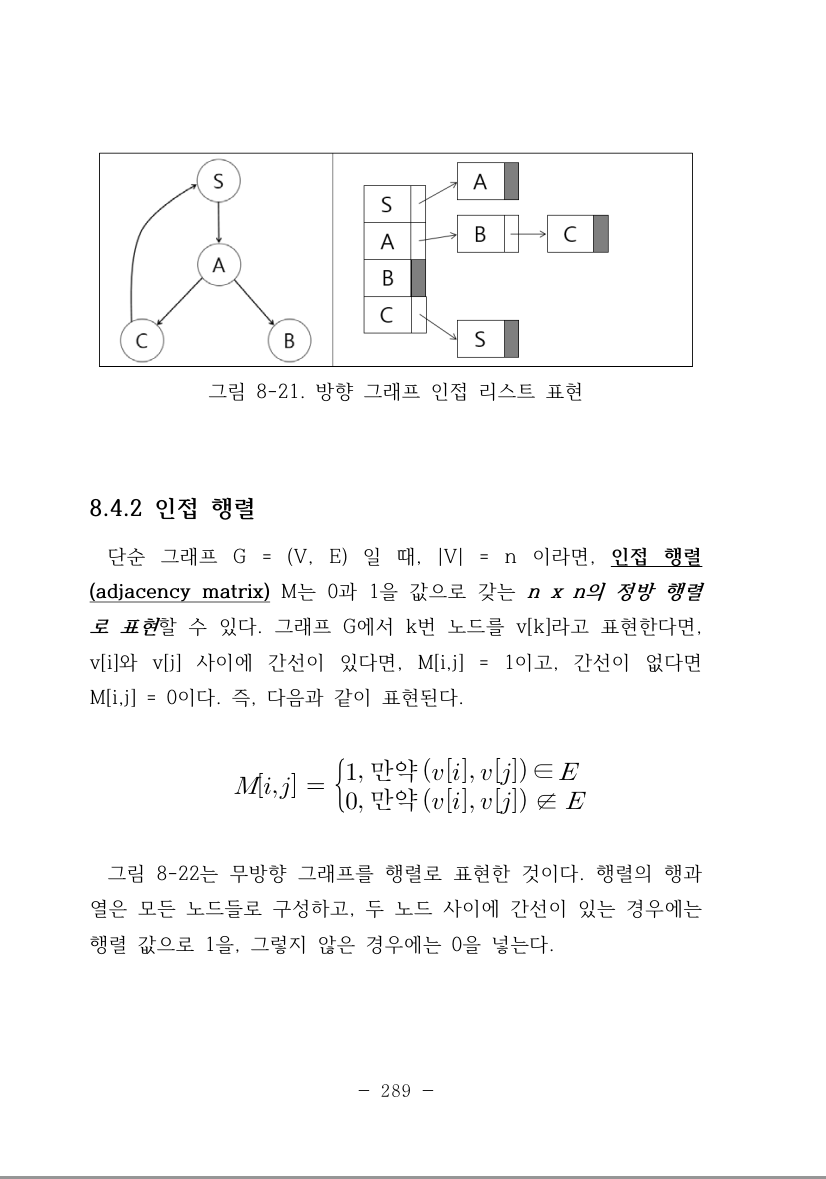 S
A
C
B
S
A
B
C
A
B
C
S
그림 8-21. 방향 그래프 인접 리스트 표현
8.4.2 인접 행렬
단순 그래프 G = (V, E) 일 때, |V| = n 이라면, 인접 행렬
(adjacency matrix) M는 0과 1을 값으로 갖는 n x n의 정방 행렬
로 표현할 수 있다. 그래프 G에서 k번 노드를 v[k]라고 표현한다면,
v[i]와 v[j] 사이에 간선이 있다면, M[i,j] = 1이고, 간선이 없다면
M[i,j] = 0이다. 즉, 다음과 같이 표현된다.
M[i,j] = {1, 만약 (v[i], v[j]) ∈ E
0, 만약 (v[i], v[j]) ∉ E
그림 8-22는 무방향 그래프를 행렬로 표현한 것이다. 행렬의 행과
열은 모든 노드들로 구성하고, 두 노드 사이에 간선이 있는 경우에는
행렬 값으로 1을, 그렇지 않은 경우에는 0을 넣는다.
- 289 -